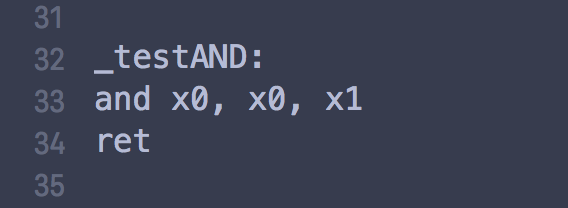 31
32 _testAND:
33 and x0, x0, x1
34 ret
35